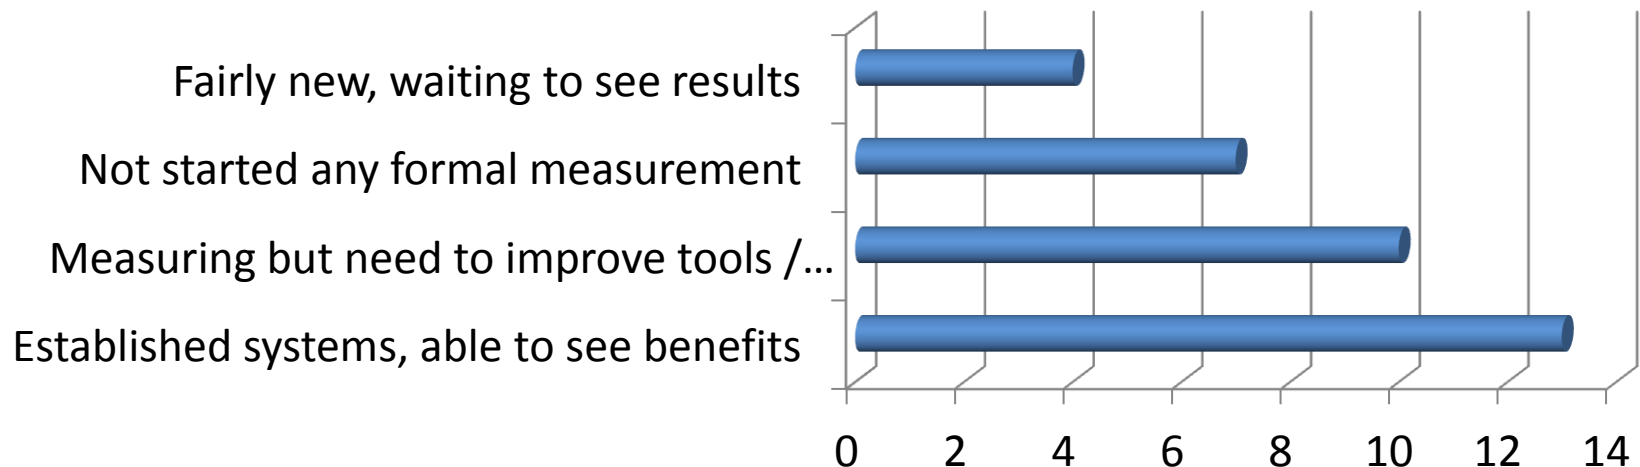 Fairly new, waiting to see results
Not started any formal measurement
Measuring but need to improve tools /…
Established systems, able to see benefits
0 2 4 6 8 10 12 14